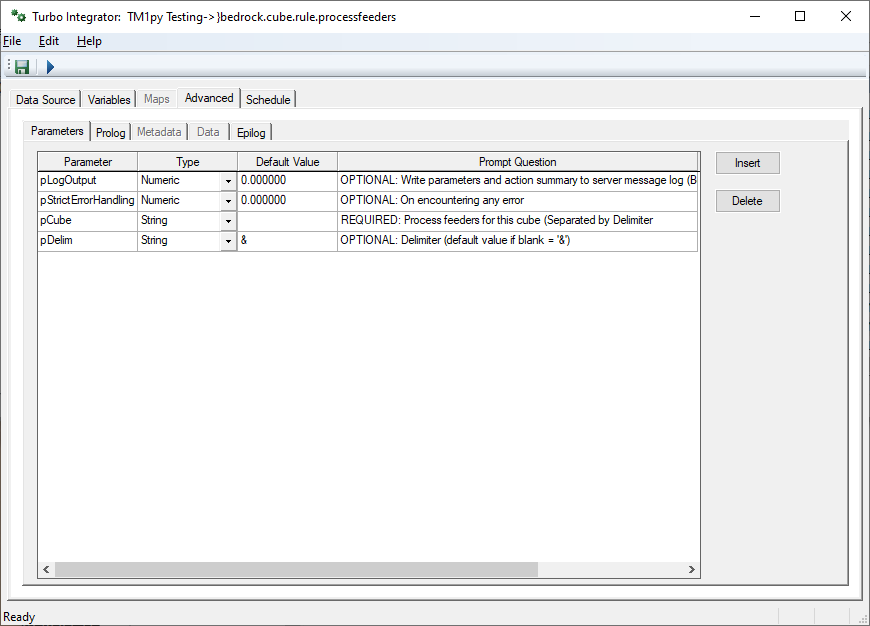 Turbo Integrator: TM1py Testing->}bedrock.cube.rule.processfeeders
File Edit Help
Data Source Variables Maps Advanced Schedule
Parameters Prolog Metadata Data Epilog
Parameter Type Default Value Prompt Question
pLogOutput Numeric 0.000000 OPTIONAL: Write parameters and action summary to server message log (B
pStrictErrorHandling Numeric 0.000000 OPTIONAL: On encountering any error
pCube String REQUIRED: Process feeders for this cube (Separated by Delimiter
pDelim String & OPTIONAL: Delimiter (default value if blank = '&')
Insert
Delete
Ready